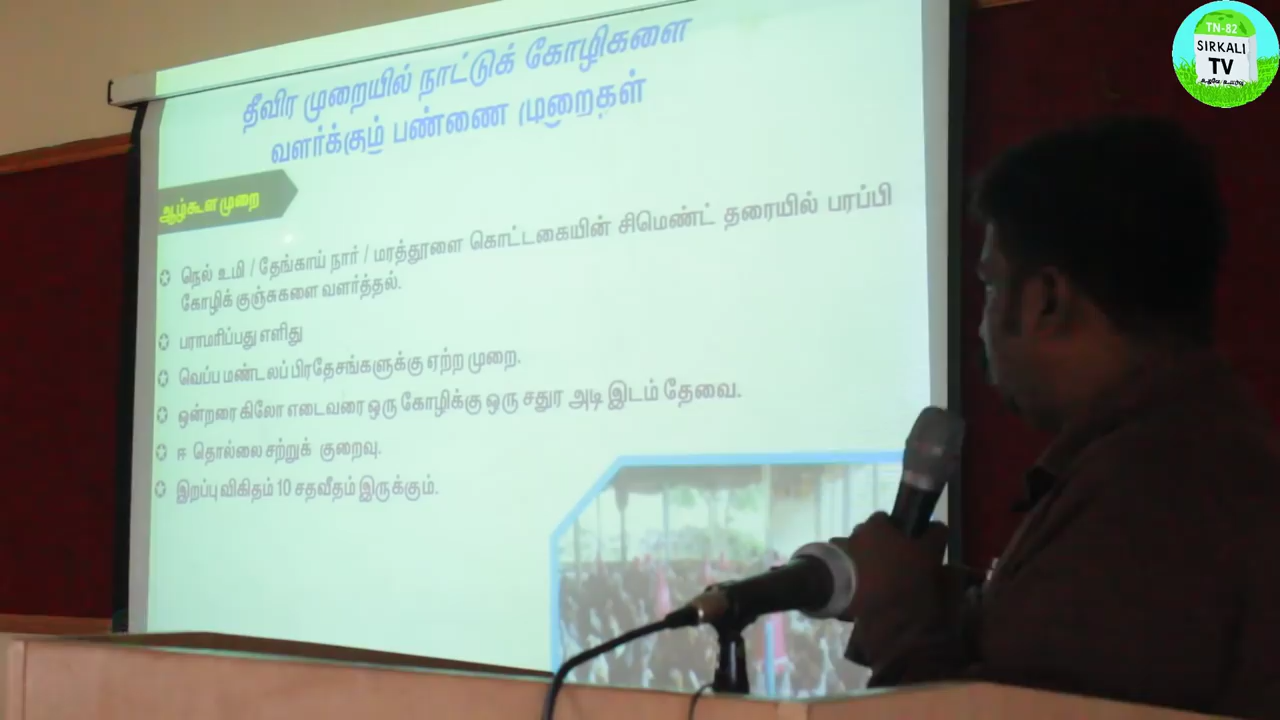 தீவிர முறையில் நாட்டுக் கோழிகளை
வளர்க்கும் பண்ணை முறைகள்
ஆழ்கூள முறை
நெல் உமி / தேங்காய் நார் / மரத்தூளை கொட்டகையின் சிமெண்ட் தரையில் பரப்பி
கோழிக் குஞ்சுகளை வளர்த்தல்.
பராமரிப்பது எளிது
வெப்ப மண்டலப் பிரதேசங்களுக்கு ஏற்ற முறை.
ஒன்றரை கிலோ எடைவரை ஒரு கோழிக்கு ஒரு சதுர அடி இடம் தேவை.
ஈ தொல்லை சற்றுக் குறைவு.
இறப்பு விகிதம் 10 சதவீதம் இருக்கும்.
TN-82
SIRKALI
TV